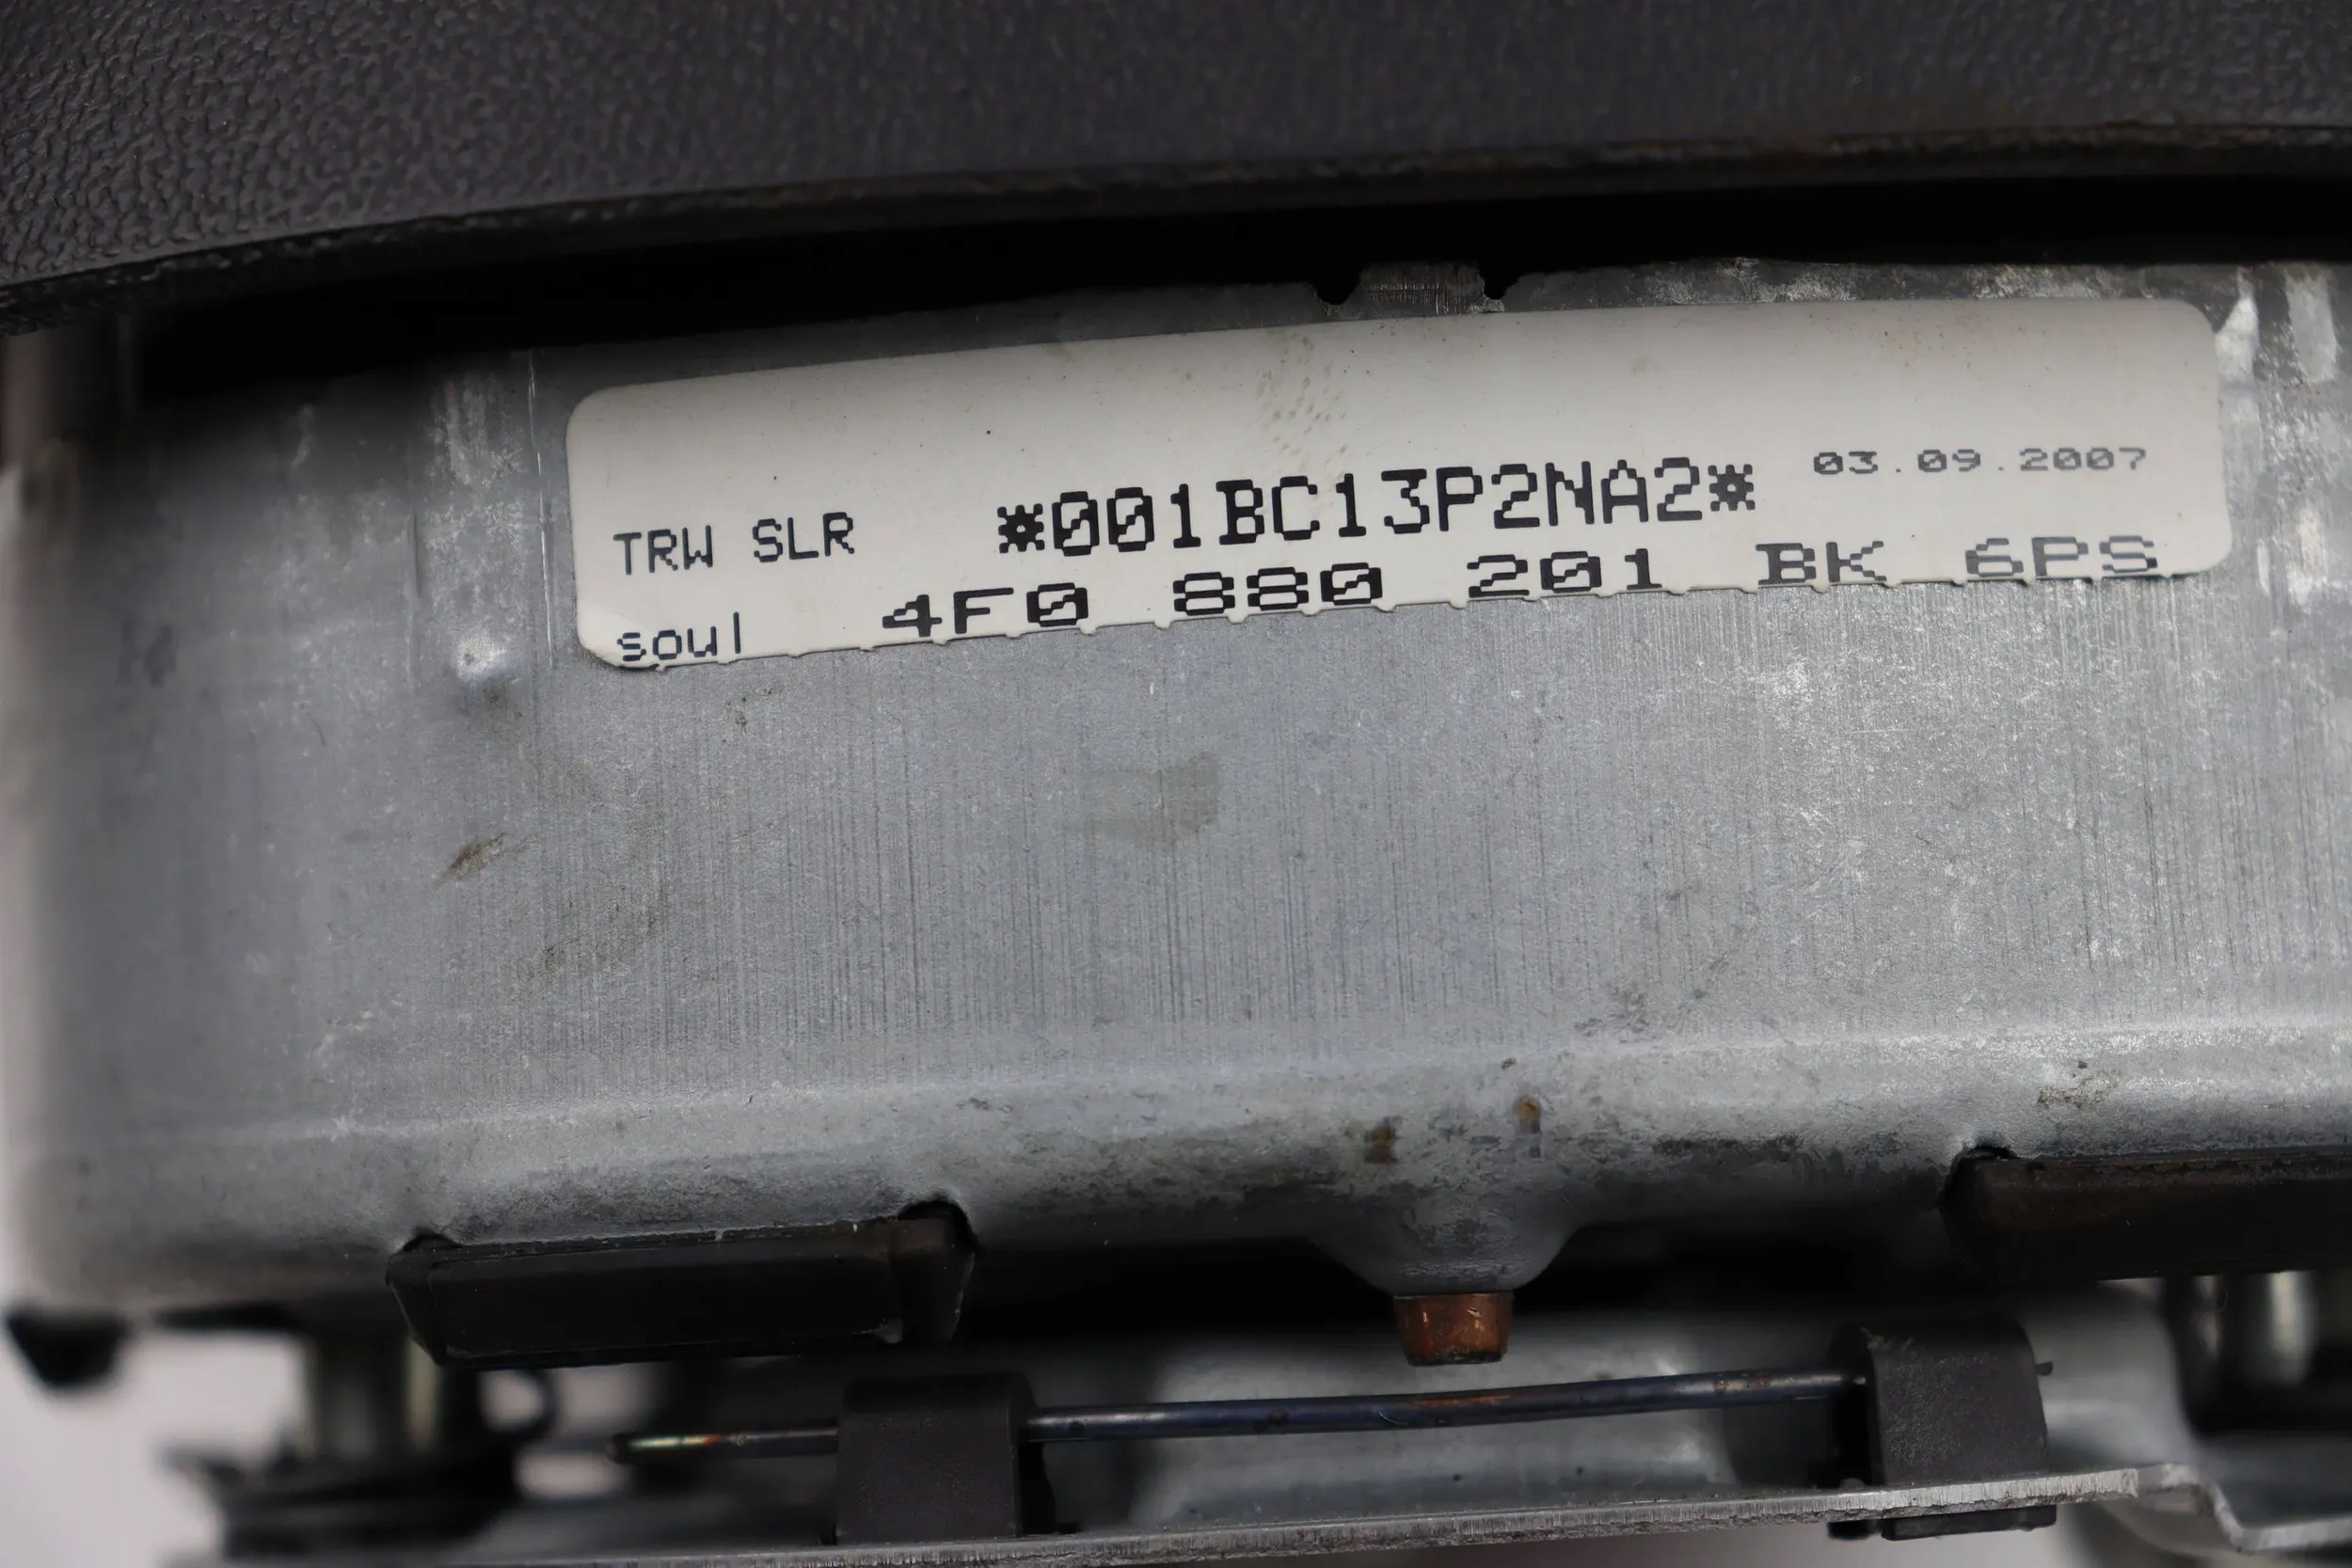 TRW SLR *001BC13P2NA2* 03.09.2007
soul 4F0 880 201 BK 6PS